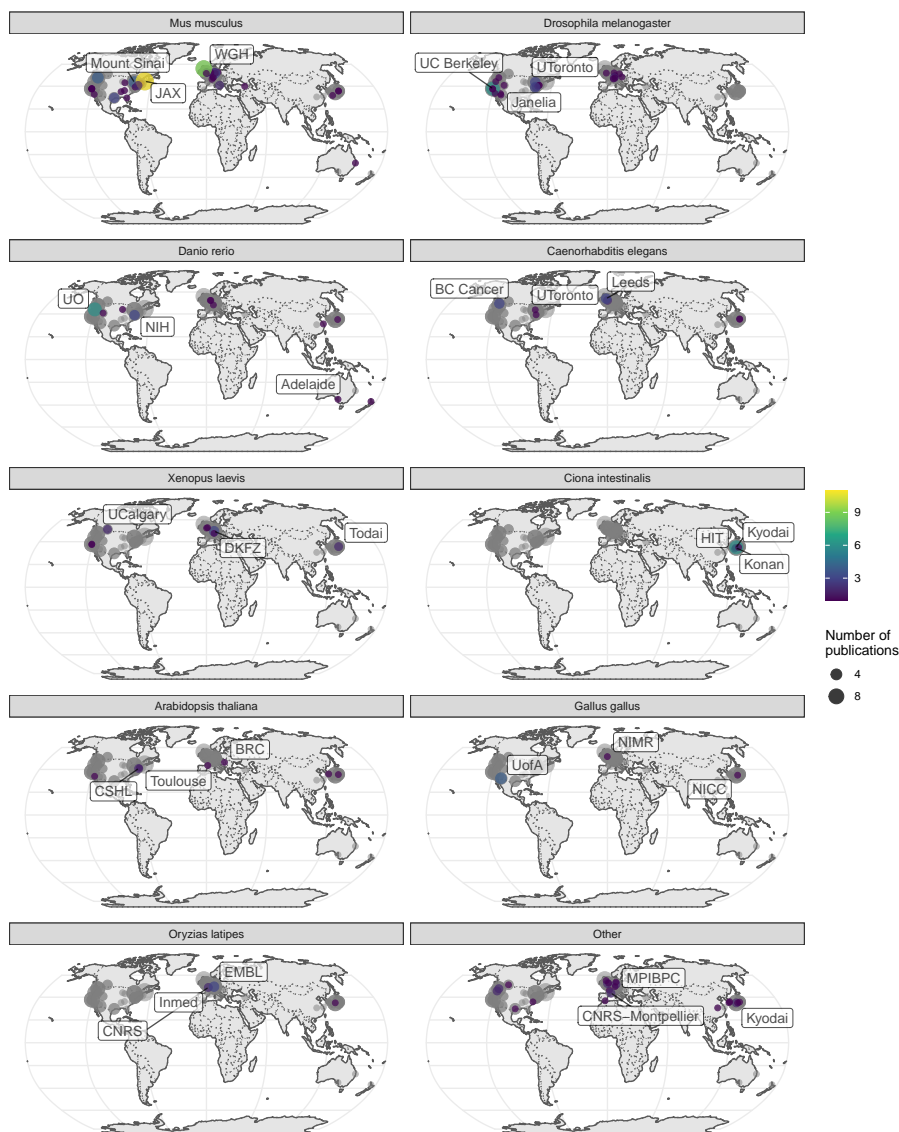 Mus musculus
Drosophila melanogaster
Mount Sinai
WGH
JAX
UC Berkeley
UToronto
Janelia
Danio rerio
Caenorhabditis elegans
UO
NIH
Adelaide
BC Cancer
UToronto
Leeds
Xenopus laevis
Ciona intestinalis
UCalgary
DKFZ
Todai
HIT
Kyodai
Konan
9
6
3
Number of
publications
4
8
Arabidopsis thaliana
Gallus gallus
BRC
Toulouse
CSHL
NIMR
UofA
NICC
Oryzias latipes
Other
EMBL
Inmed
CNRS
MPIBPC
CNRS−Montpellier
Kyodai